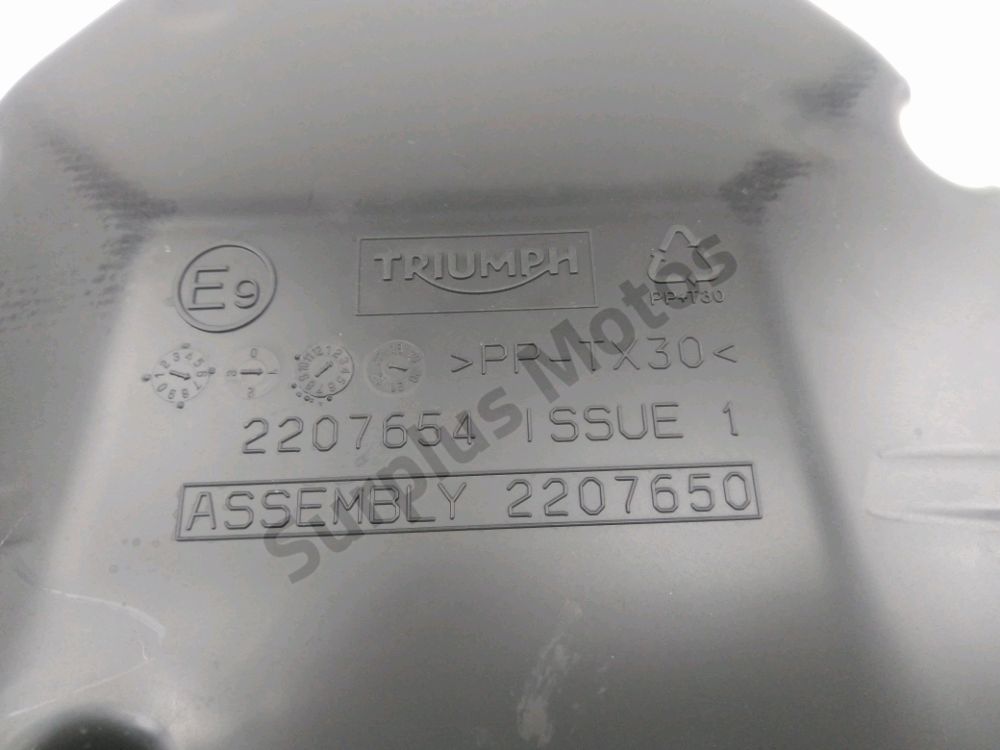 E9
TRIUMPH
PP-T30
>PP-TX30<
2207654 ISSUE 1
ASSEMBLY 2207650
Surplus Motos